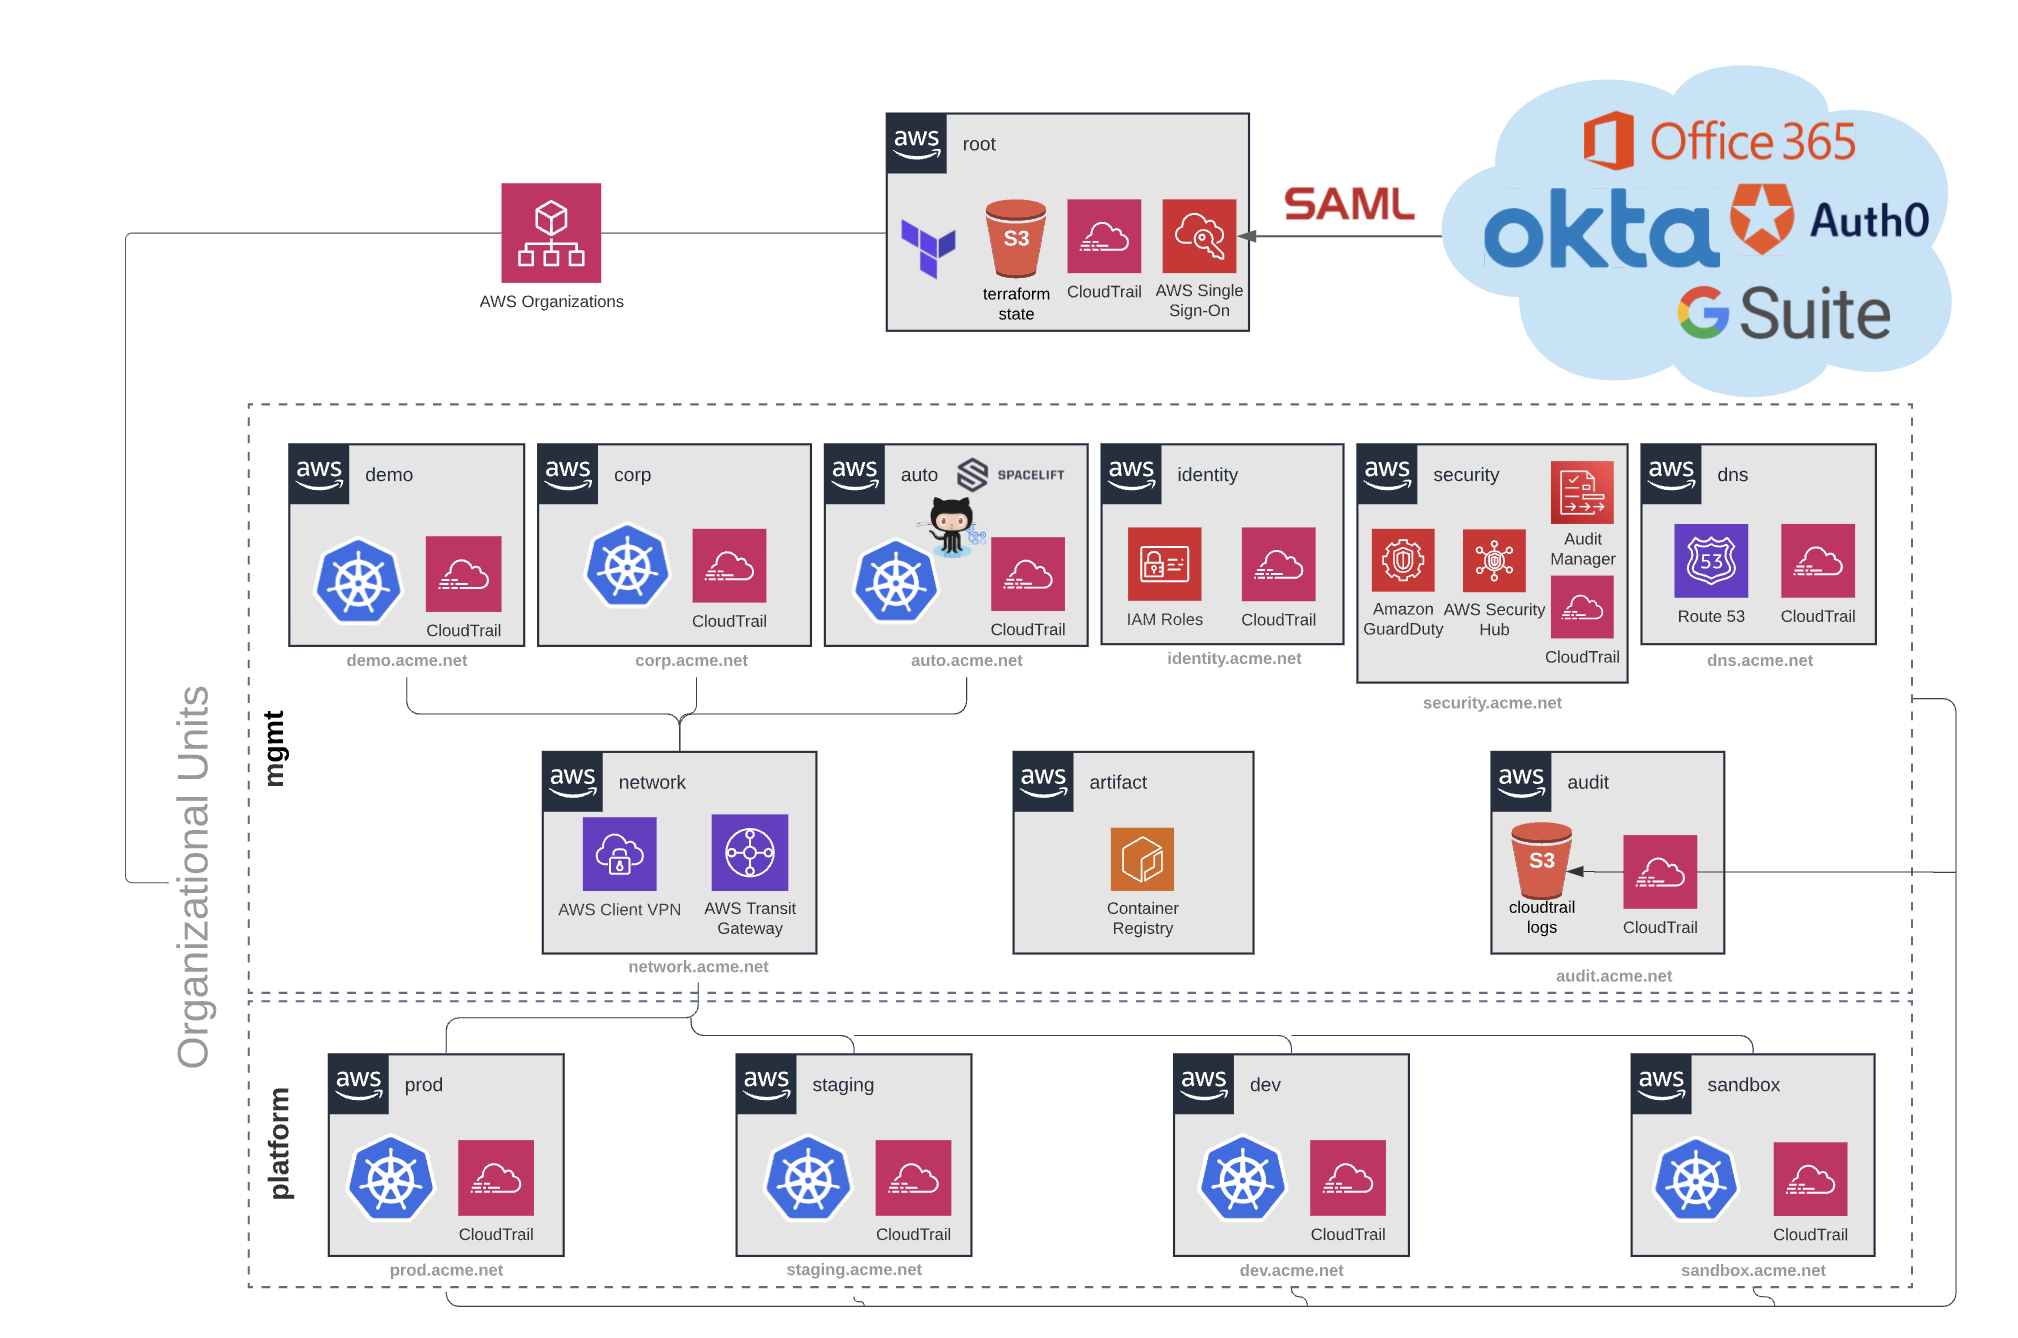 aws
root
S3
terraform
state
CloudTrail
AWS Single
Sign-On
SAML
Office 365
okta
Auth0
G Suite
AWS Organizations
Organizational Units
mgmt
aws
demo
CloudTrail
demo.acme.net
aws
corp
CloudTrail
corp.acme.net
aws
auto
SPACELIFT
CloudTrail
auto.acme.net
aws
identity
IAM Roles
CloudTrail
identity.acme.net
aws
security
Audit
Manager
Amazon
GuardDuty
AWS Security
Hub
CloudTrail
security.acme.net
aws
dns
53
Route 53
CloudTrail
dns.acme.net
aws
network
AWS Client VPN
AWS Transit
Gateway
network.acme.net
aws
artifact
Container
Registry
aws
audit
S3
cloudtrail
logs
CloudTrail
audit.acme.net
platform
aws
prod
CloudTrail
prod.acme.net
aws
staging
CloudTrail
staging.acme.net
aws
dev
CloudTrail
dev.acme.net
aws
sandbox
CloudTrail
sandbox.acme.net